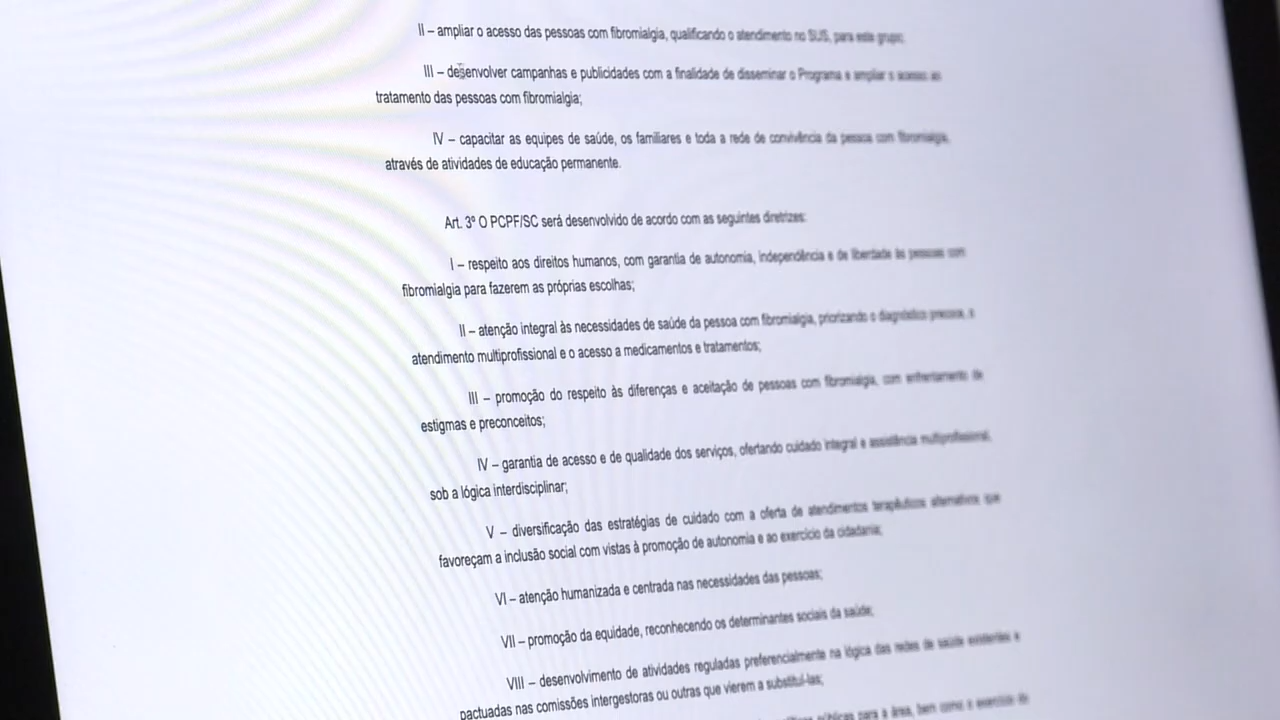 II – ampliar o acesso das pessoas com fibromialgia, qualificando o atendimento no SUS, para este grupo;
III – desenvolver campanhas e publicidades com a finalidade de disseminar o Programa e ampliar o acesso ao
tratamento das pessoas com fibromialgia;
IV – capacitar as equipes de saúde, os familiares e toda a rede de convivência da pessoa com fibromialgia,
através de atividades de educação permanente.
Art. 3º O PCPF/SC será desenvolvido de acordo com as seguintes diretrizes:
I – respeito aos direitos humanos, com garantia de autonomia, independência e de liberdade às pessoas com
fibromialgia para fazerem as próprias escolhas;
II – atenção integral às necessidades de saúde da pessoa com fibromialgia, priorizando o diagnóstico precoce, o
atendimento multiprofissional e o acesso a medicamentos e tratamentos;
III – promoção do respeito às diferenças e aceitação de pessoas com fibromialgia, com enfrentamento de
estigmas e preconceitos;
IV – garantia de acesso e de qualidade dos serviços, ofertando cuidado integral e assistência multiprofissional,
sob a lógica interdisciplinar;
V – diversificação das estratégias de cuidado com a oferta de atendimentos terapêuticos alternativos que
favoreçam a inclusão social com vistas à promoção de autonomia e ao exercício da cidadania;
VI – atenção humanizada e centrada nas necessidades das pessoas;
VII – promoção da equidade, reconhecendo os determinantes sociais da saúde;
VIII – desenvolvimento de atividades reguladas preferencialmente na lógica das redes de saúde existentes e
pactuadas nas comissões intergestoras ou outras que vierem a substituí-las;
públicas para a área, bem como o exercício do